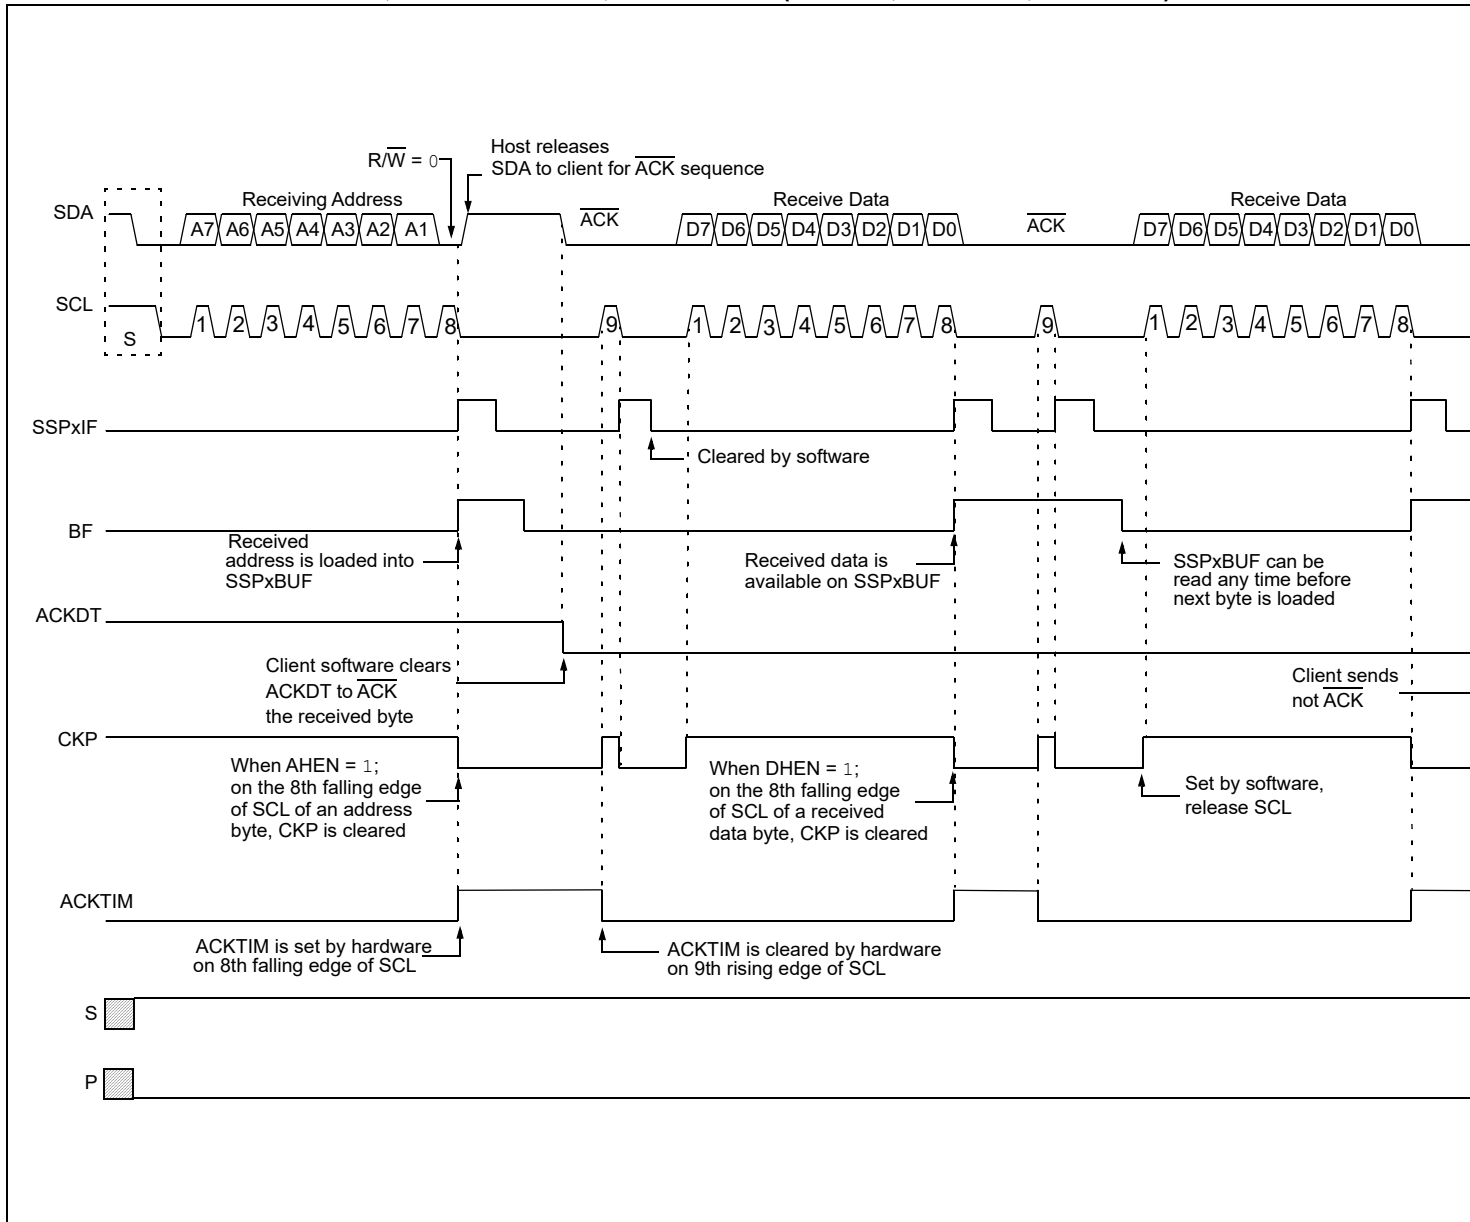 R/W = 0
Host releases
SDA to client for ACK sequence
SDA
Receiving Address
A7 A6 A5 A4 A3 A2 A1
ACK
Receive Data
D7 D6 D5 D4 D3 D2 D1 D0
ACK
Receive Data
D7 D6 D5 D4 D3 D2 D1 D0
SCL
S
1 2 3 4 5 6 7 8 9 1 2 3 4 5 6 7 8 9 1 2 3 4 5 6 7 8
SSPxIF
Cleared by software
BF
Received
address is loaded into
SSPxBUF
Received data is
available on SSPxBUF
SSPxBUF can be
read any time before
next byte is loaded
ACKDT
Client software clears
ACKDT to ACK
the received byte
Client sends
not ACK
CKP
When AHEN = 1;
on the 8th falling edge
of SCL of an address
byte, CKP is cleared
When DHEN = 1;
on the 8th falling edge
of SCL of a received
data byte, CKP is cleared
Set by software,
release SCL
ACKTIM
ACKTIM is set by hardware
on 8th falling edge of SCL
ACKTIM is cleared by hardware
on 9th rising edge of SCL
S
P